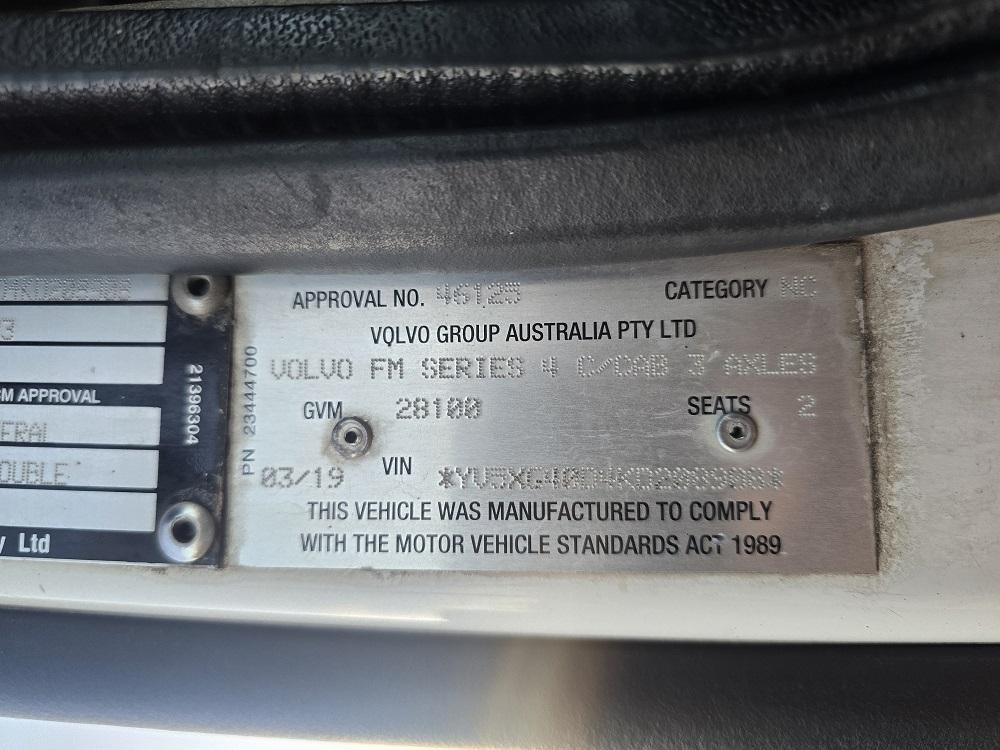 3
CM APPROVAL
OUBLE
y Ltd
21396304
PN 23444700
APPROVAL NO. 46125 CATEGORY NC
VOLVO GROUP AUSTRALIA PTY LTD
VOLVO FM SERIES 4 C/CAB 3 AXLES
GVM 28100 SEATS 2
03/19 VIN
THIS VEHICLE WAS MANUFACTURED TO COMPLY
WITH THE MOTOR VEHICLE STANDARDS ACT 1989